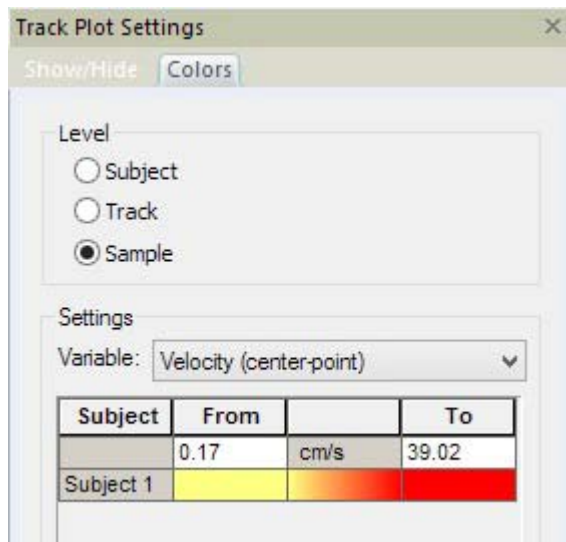 Track Plot Settings
Show/Hide Colors
Level
Subject
Track
Sample
Settings
Variable: Velocity (center-point)
Subject From To
0.17 cm/s 39.02
Subject 1